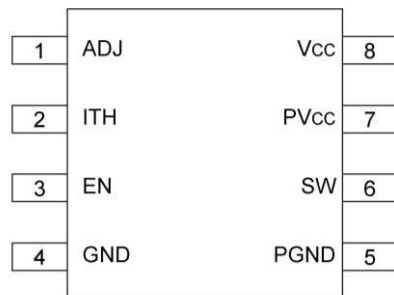 1 ADJ Vcc 8
2 ITH PVcc 7
3 EN SW 6
4 GND PGND 5